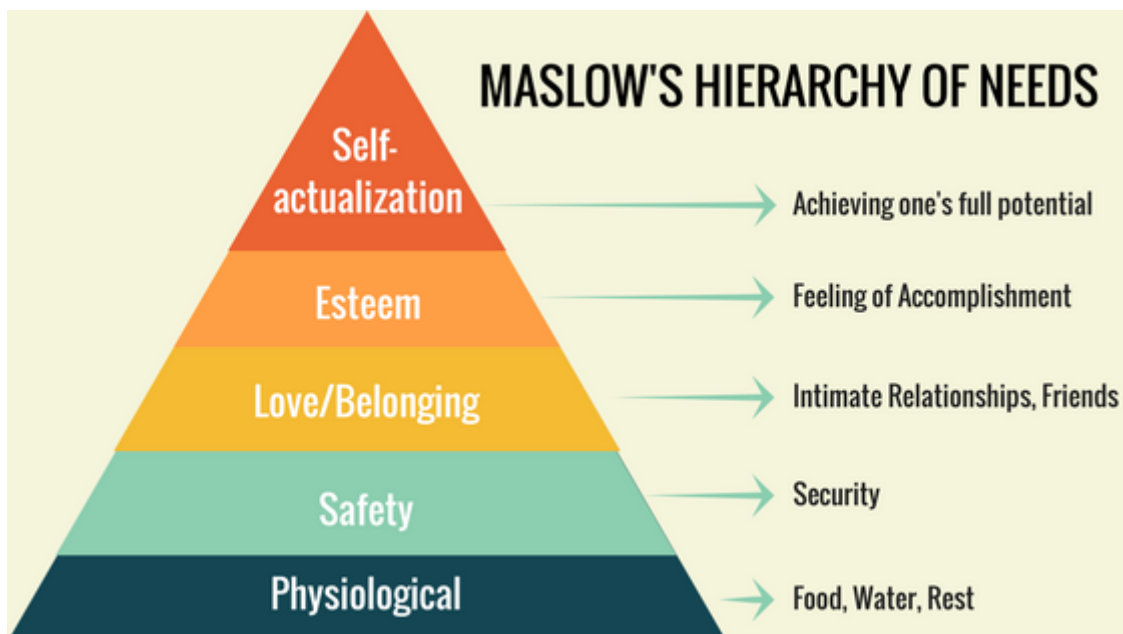 MASLOW'S HIERARCHY OF NEEDS
Self-
actualization
Achieving one's full potential
Esteem
Feeling of Accomplishment
Love/Belonging
Intimate Relationships, Friends
Safety
Security
Physiological
Food, Water, Rest